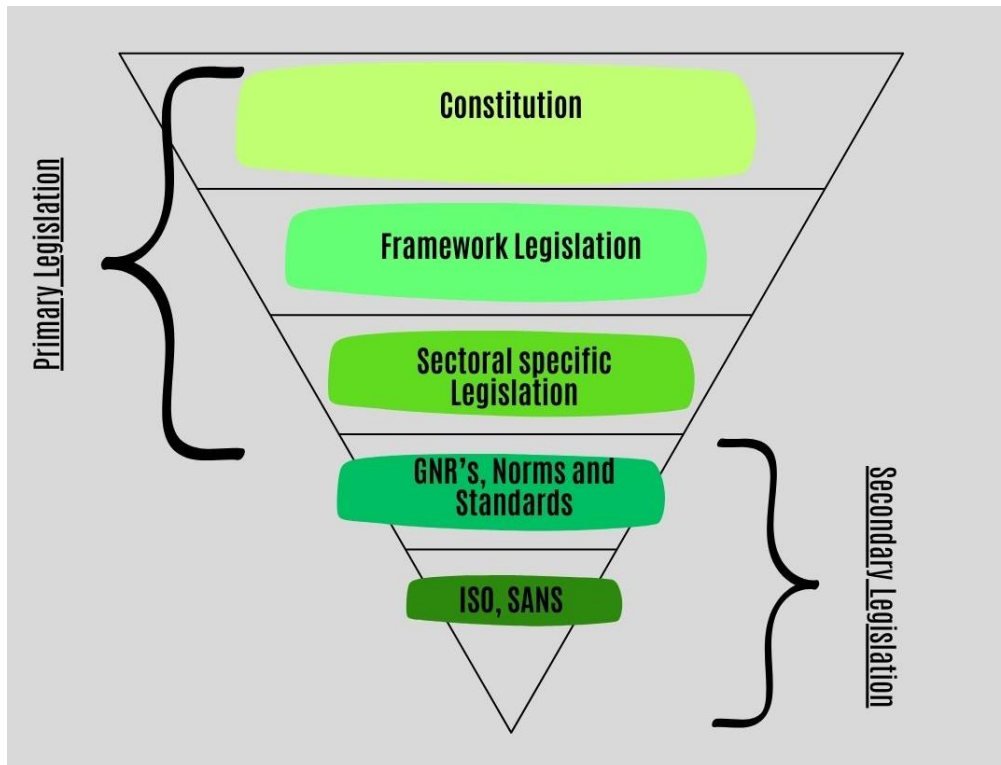 Primary Legislation
Constitution
Framework Legislation
Sectoral specific
Legislation
GNR’s, Norms and
Standards
ISO, SANS
Secondary Legislation